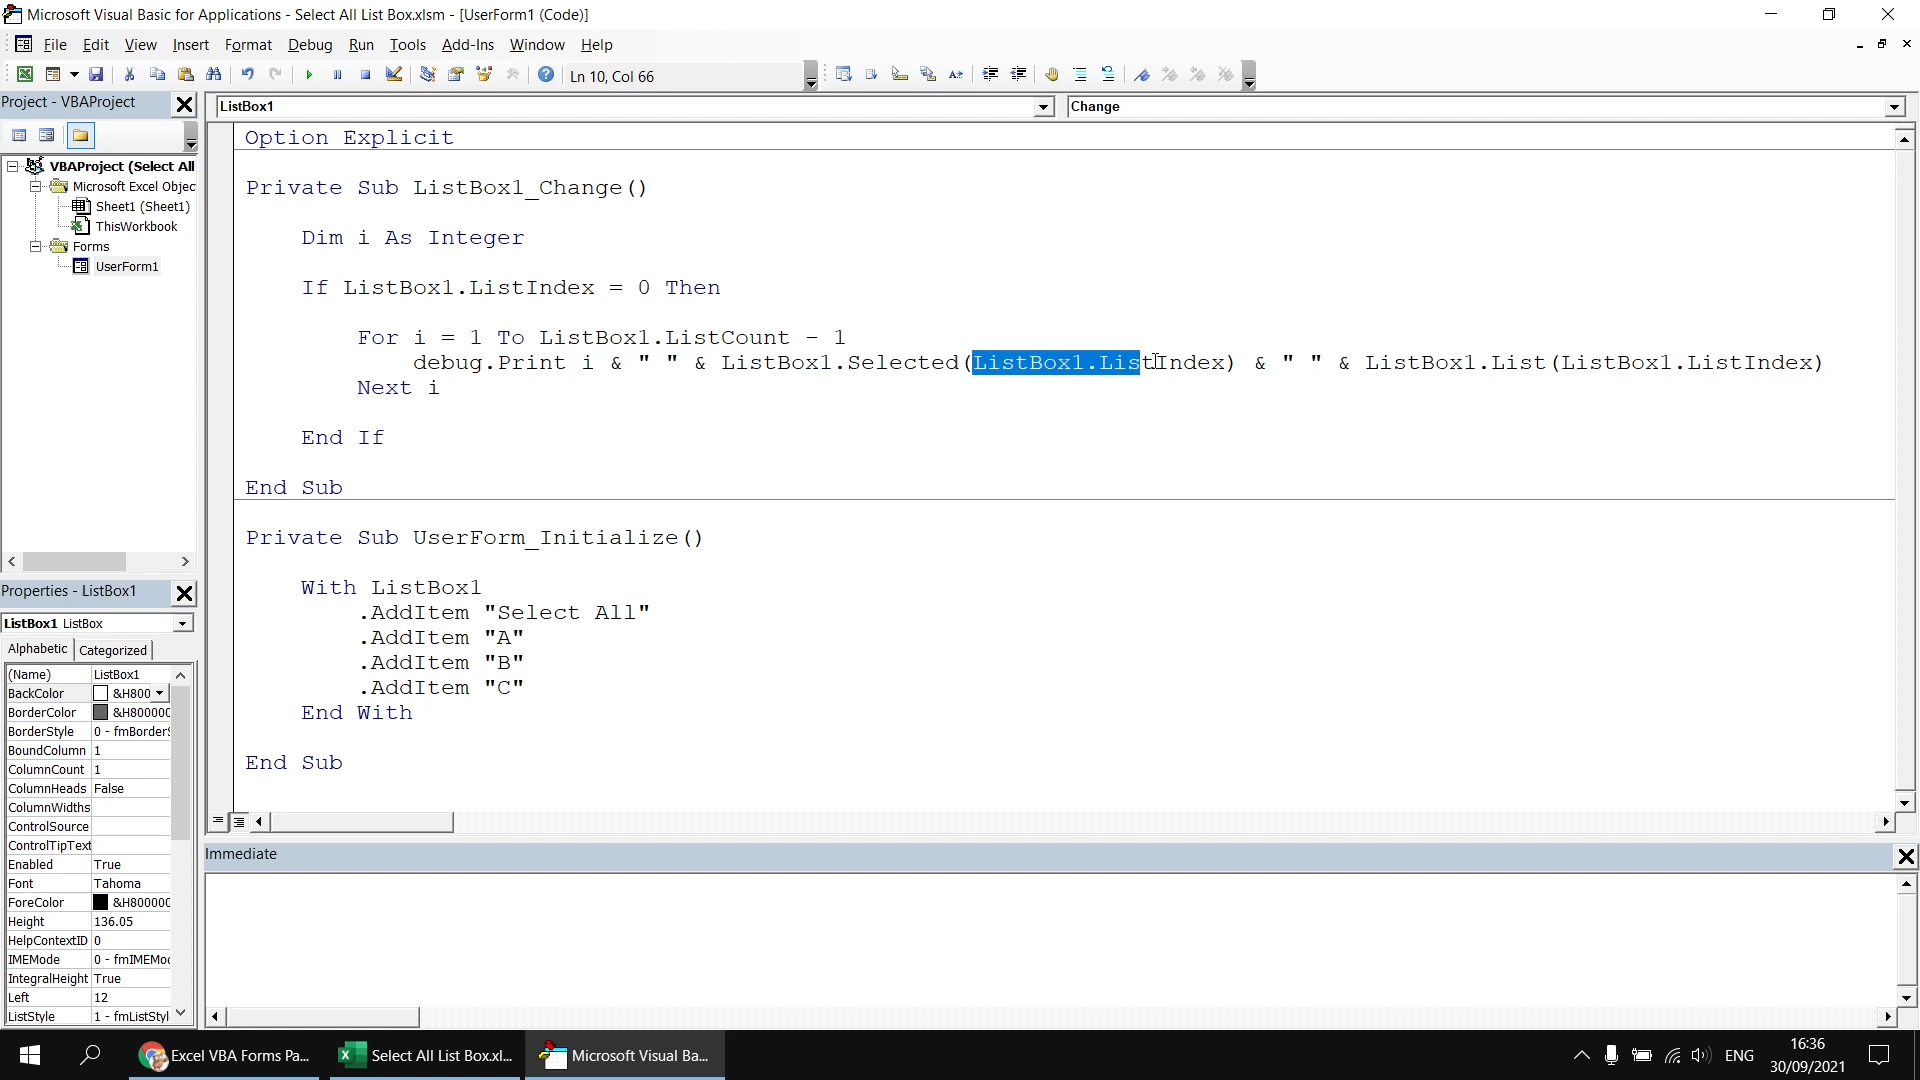 Microsoft Visual Basic for Applications - Select All List Box.xlsm - [UserForm1 (Code)]
File Edit View Insert Format Debug Run Tools Add-Ins Window Help
Ln 10, Col 66
Project - VBAProject
VBAProject (Select All
Microsoft Excel Objec
Sheet1 (Sheet1)
ThisWorkbook
Forms
UserForm1
ListBox1 Change
Option Explicit
Private Sub ListBox1_Change()
Dim i As Integer
If ListBox1.ListIndex = 0 Then
For i = 1 To ListBox1.ListCount - 1
debug.Print i & " " & ListBox1.Selected(ListBox1.ListIndex) & " " & ListBox1.List(ListBox1.ListIndex)
Next i
End If
End Sub
Private Sub UserForm_Initialize()
With ListBox1
.AddItem "Select All"
.AddItem "A"
.AddItem "B"
.AddItem "C"
End With
End Sub
Properties - ListBox1
ListBox1 ListBox
Alphabetic Categorized
(Name) ListBox1
BackColor &H800
BorderColor &H800000
BorderStyle 0 - fmBorderS
BoundColumn 1
ColumnCount 1
ColumnHeads False
ColumnWidths
ControlSource
ControlTipText
Enabled True
Font Tahoma
ForeColor &H800000
Height 136.05
HelpContextID 0
IMEMode 0 - fmIMEMo
IntegralHeight True
Left 12
ListStyle 1 - fmListStyl
Immediate
Excel VBA Forms Pa...
Select All List Box.xl...
Microsoft Visual Ba...
ENG
16:36
30/09/2021